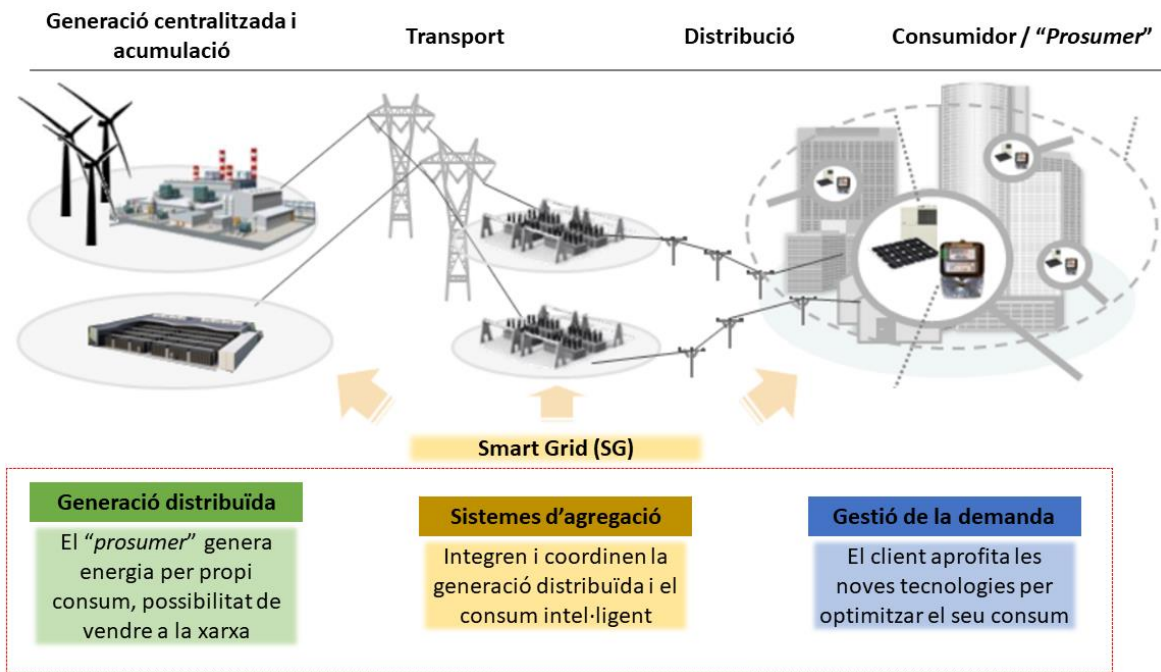 Generació centralitzada i
acumulació
Transport
Distribució
Consumidor / “Prosumer”
Smart Grid (SG)
Generació distribuïda
El “prosumer” genera
energia per propi
consum, possibilitat de
vendre a la xarxa
Sistemes d’agregació
Integren i coordinen la
generació distribuïda i el
consum intel·ligent
Gestió de la demanda
El client aprofita les
noves tecnologies per
optimitzar el seu consum